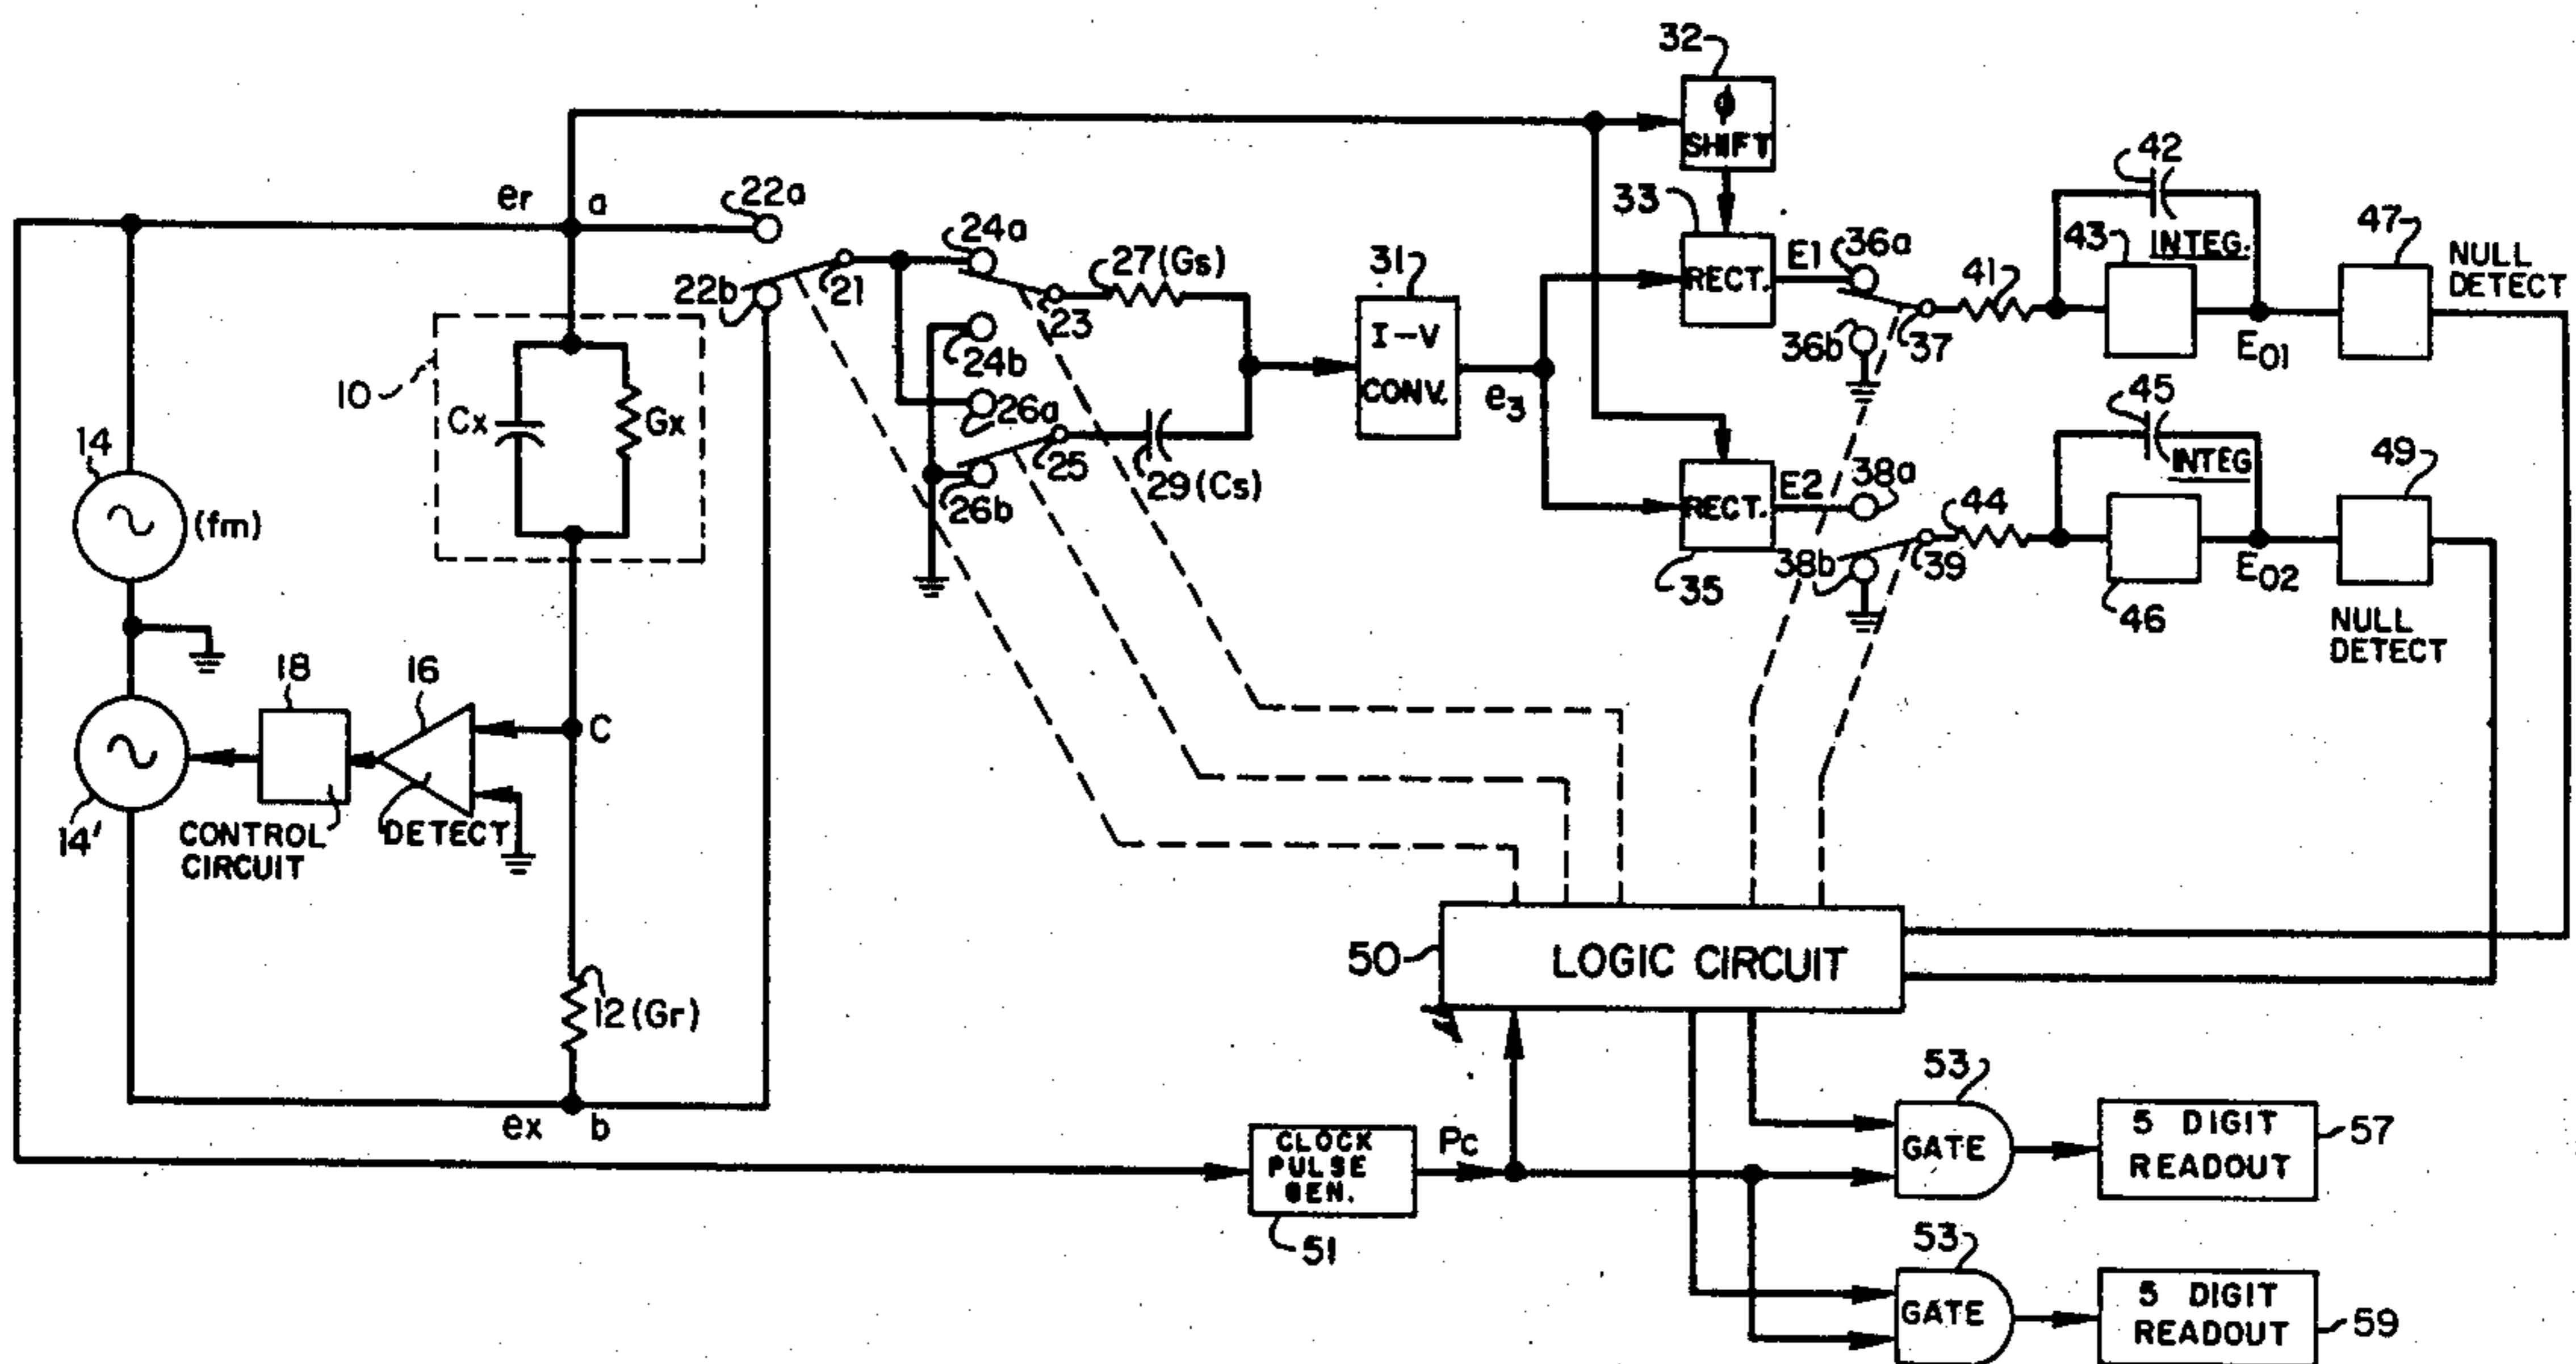 32
ϕ
SHIFT
er
a
22a
22b
21
24a
24b
23
27(Gs)
26a
26b
25
29(Cs)
31
I-V
CONV.
e3
33
RECT.
E1
36a
36b
37
41
42
INTEG.
43
E01
47
NULL
DETECT
RECT.
35
E2
38a
38b
39
44
45
INTEG
46
E02
49
NULL
DETECT
10
Cx
Gx
14
(fm)
14'
18
CONTROL
CIRCUIT
16
DETECT
C
12(Gr)
ex
b
50
LOGIC CIRCUIT
CLOCK
PULSE
GEN.
51
Pc
53
GATE
5 DIGIT
READOUT
57
53
GATE
5 DIGIT
READOUT
59